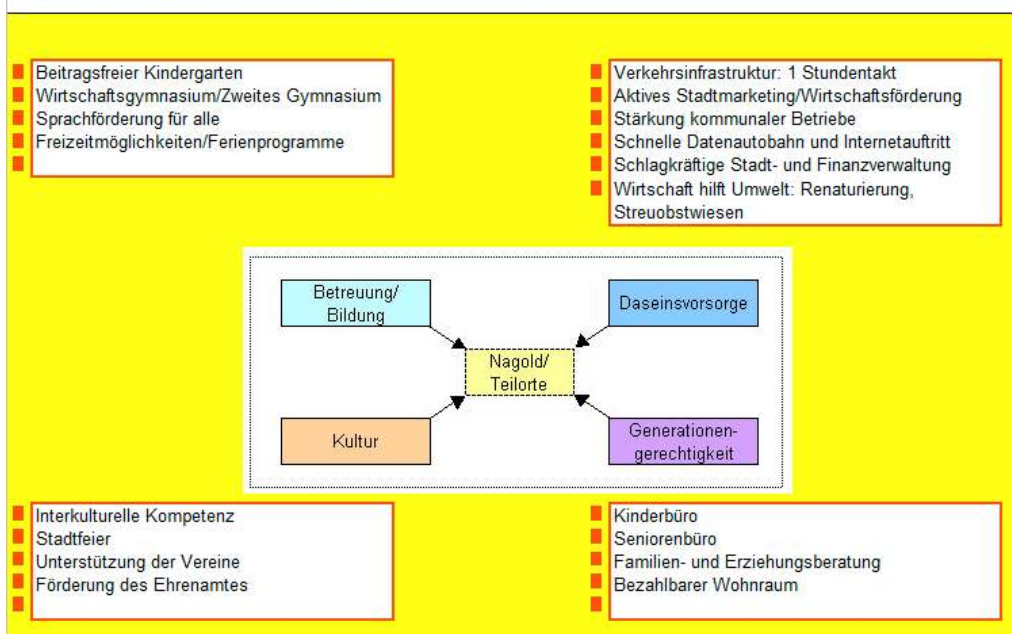 Beitragsfreier Kindergarten
Wirtschaftsgymnasium/Zweites Gymnasium
Sprachförderung für alle
Freizeitmöglichkeiten/Ferienprogramme
Verkehrsinfrastruktur: 1 Stundentakt
Aktives Stadtmarketing/Wirtschaftsförderung
Stärkung kommunaler Betriebe
Schnelle Datenautobahn und Internetauftritt
Schlagkräftige Stadt- und Finanzverwaltung
Wirtschaft hilft Umwelt: Renaturierung,
Streuobstwiesen
Betreuung/
Bildung
Daseinsvorsorge
Nagold/
Teilorte
Kultur
Generationen-
gerechtigkeit
Interkulturelle Kompetenz
Stadtfeier
Unterstützung der Vereine
Förderung des Ehrenamtes
Kinderbüro
Seniorenbüro
Familien- und Erziehungsberatung
Bezahlbarer Wohnraum